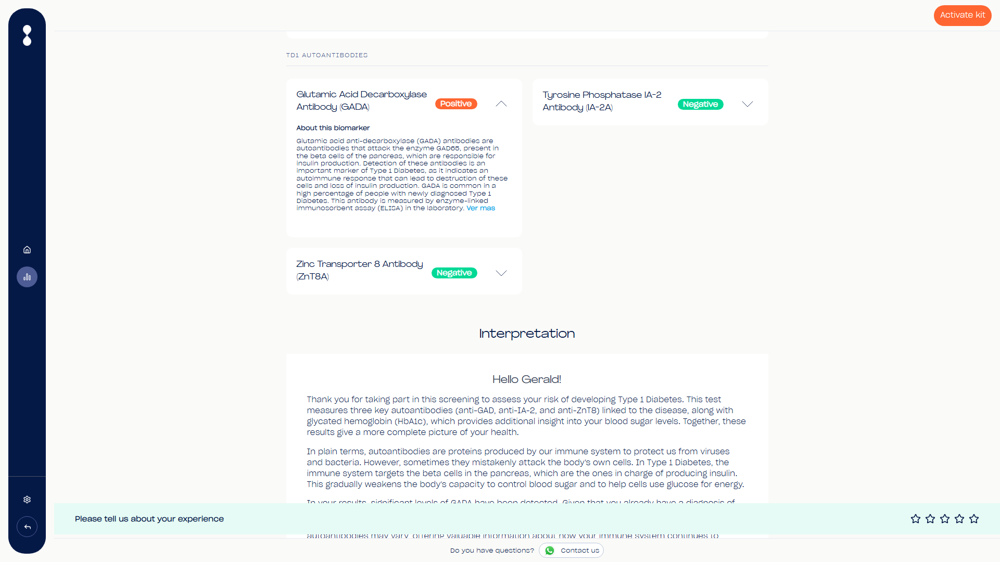 Activate kit
TD1 AUTOANTIBODIES
Glutamic Acid Decarboxylase
Antibody (GADA)
Positive
About this biomarker
Glutamic acid anti-decarboxylase (GADA) antibodies are
autoantibodies that attack the enzyme GAD65, present in
the beta cells of the pancreas, which are responsible for
insulin production. Detection of these antibodies is an
important marker of Type 1 Diabetes, as it indicates an
autoimmune response that can lead to destruction of these
cells and loss of insulin production. GADA is common in a
high percentage of people with newly diagnosed Type 1
Diabetes. This antibody is measured by enzyme-linked
immunosorbent assay (ELISA) in the laboratory. Ver mas
Tyrosine Phosphatase IA-2
Antibody (IA-2A)
Negative
Zinc Transporter 8 Antibody
(ZnT8A)
Negative
Interpretation
Hello Gerald!
Thank you for taking part in this screening to assess your risk of developing Type 1 Diabetes. This test
measures three key autoantibodies (anti-GAD, anti-IA-2, and anti-ZnT8) linked to the disease, along with
glycated hemoglobin (HbA1c), which provides additional insight into your blood sugar levels. Together, these
results give a more complete picture of your health.
In plain terms, autoantibodies are proteins produced by our immune system to protect us from viruses
and bacteria. However, sometimes they mistakenly attack the body's own cells. In Type 1 Diabetes, the
immune system targets the beta cells in the pancreas, which are the ones in charge of producing insulin.
This gradually weakens the body's capacity to control blood sugar and to help cells use glucose for energy.
In your results, significant levels of GADA have been detected. Given that you already have a diagnosis of
Please tell us about your experience
autoantibodies may vary, offering valuable information about how your immune system continues to
Do you have questions?
Contact us